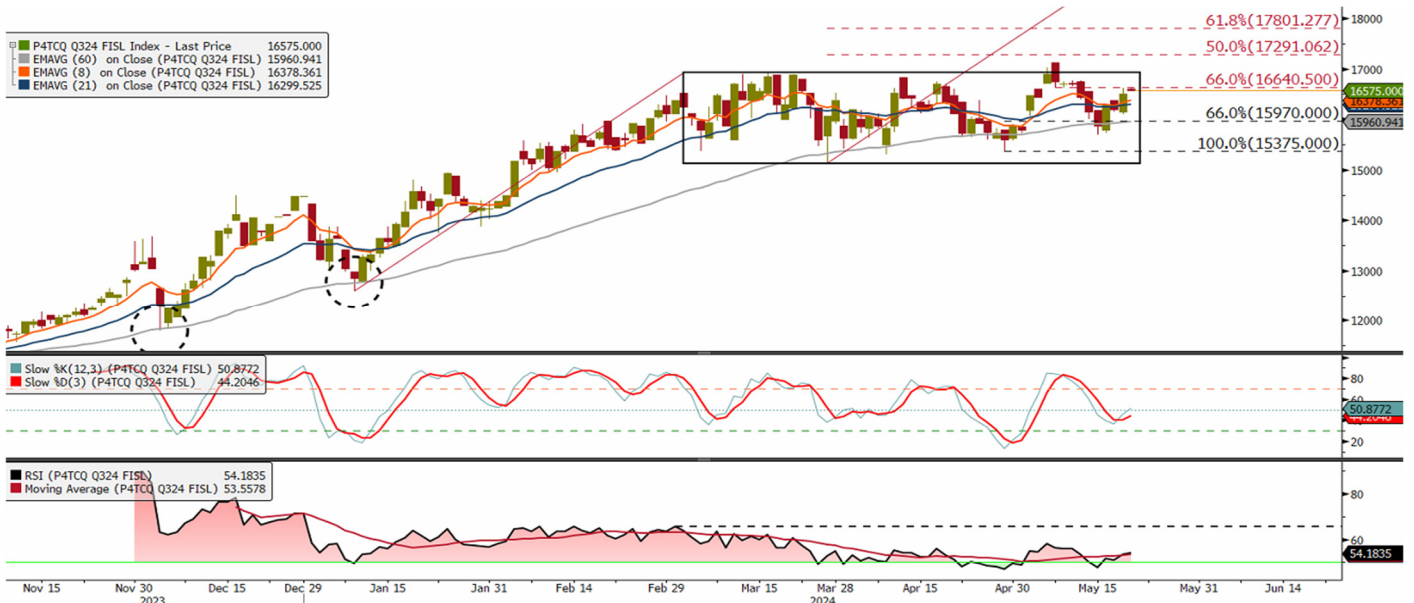 P4TCQ Q324 FISL Index - Last Price 16575.000
EMAVG (60) on Close (P4TCQ Q324 FISL) 15960.941
EMAVG (8) on Close (P4TCQ Q324 FISL) 16378.361
EMAVG (21) on Close (P4TCQ Q324 FISL) 16299.525
61.8%(17801.277)
50.0%(17291.062)
66.0%(16640.500)
66.0%(15970.000)
100.0%(15375.000)
18000
17000
16575.000
16378.361
15960.941
15000
14000
13000
12000
Slow %K(12,3) (P4TCQ Q324 FISL) 50.8772
Slow %D(3) (P4TCQ Q324 FISL) 44.2046
80
60
50.8772
44.2046
20
RSI (P4TCQ Q324 FISL) 54.1835
Moving Average (P4TCQ Q324 FISL) 53.5578
80
60
54.1835
Nov 15 Nov 30 Dec 15 Dec 29 Jan 15 Jan 31 Feb 14 Feb 29 Mar 15 Mar 28 Apr 15 Apr 30 May 15 May 31 Jun 14
2023 2024